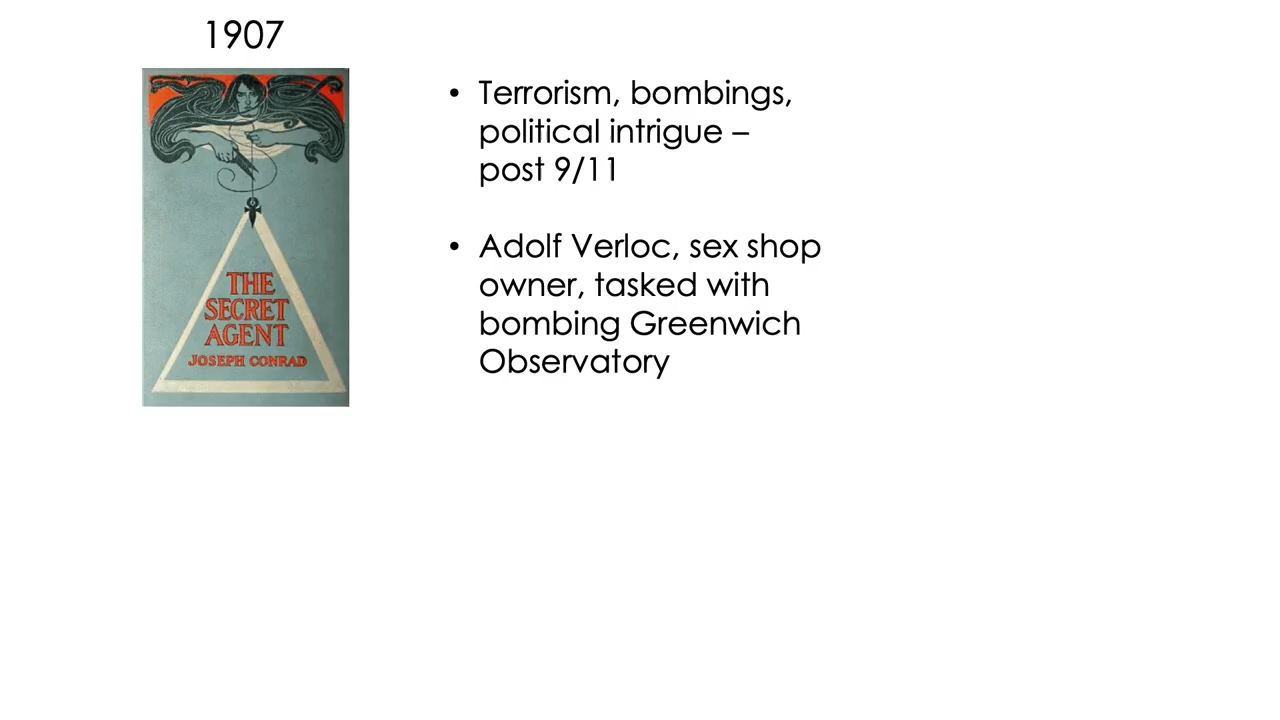 1907
THE
SECRET
AGENT
JOSEPH CONRAD
• Terrorism, bombings,
political intrigue –
post 9/11
• Adolf Verloc, sex shop
owner, tasked with
bombing Greenwich
Observatory